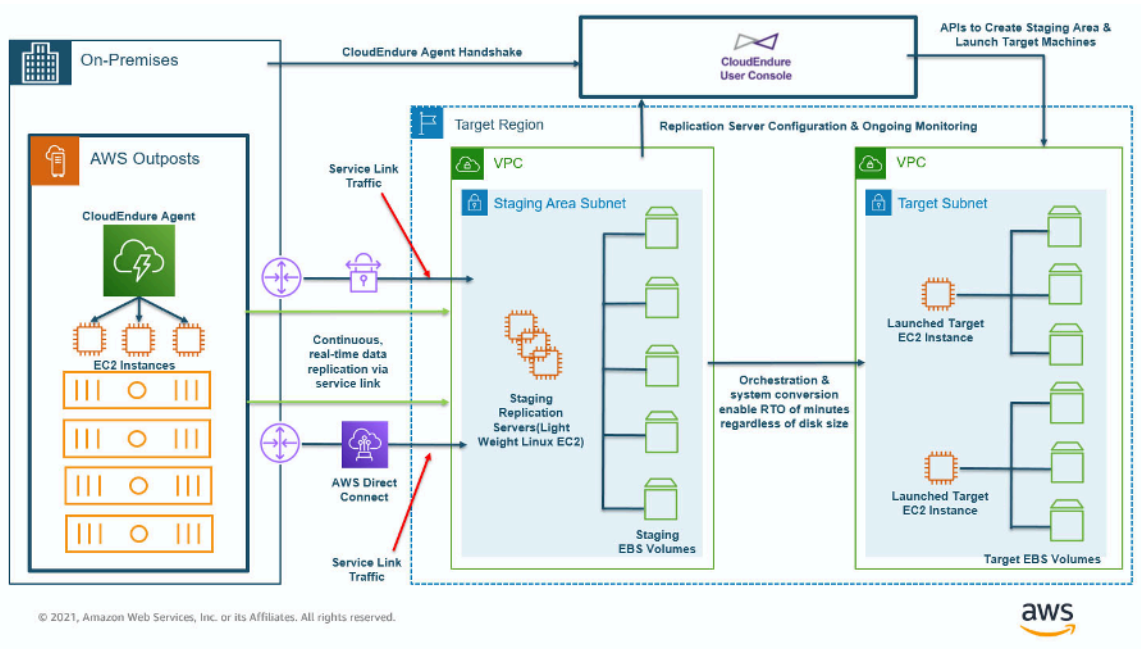 On-Premises
CloudEndure Agent Handshake
CloudEndure
User Console
APIs to Create Staging Area &
Launch Target Machines
AWS Outposts
CloudEndure Agent
EC2 Instances
Service Link
Traffic
Continuous,
real-time data
replication via
service link
AWS Direct
Connect
Service Link
Traffic
Target Region
Replication Server Configuration & Ongoing Monitoring
VPC
Staging Area Subnet
Staging
Replication
Servers(Light
Weight Linux EC2)
Staging
EBS Volumes
Orchestration &
system conversion
enable RTO of minutes
regardless of disk size
VPC
Target Subnet
Launched Target
EC2 Instance
Launched Target
EC2 Instance
Target EBS Volumes
© 2021, Amazon Web Services, Inc. or its Affiliates. All rights reserved.
aws